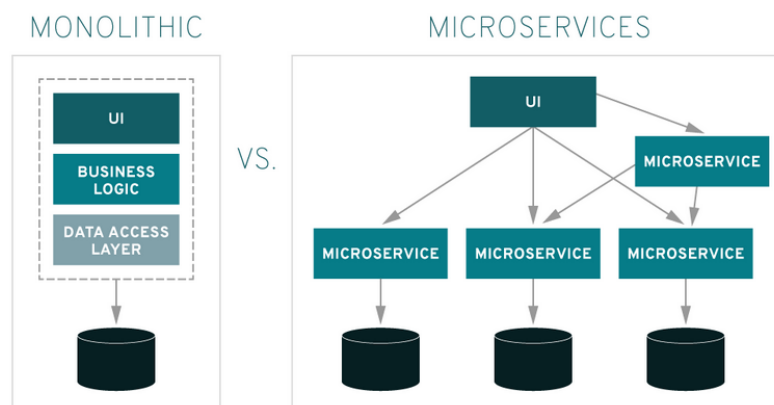 MONOLITHIC
UI
BUSINESS
LOGIC
DATA ACCESS
LAYER
VS.
MICROSERVICES
UI
MICROSERVICE
MICROSERVICE
MICROSERVICE
MICROSERVICE